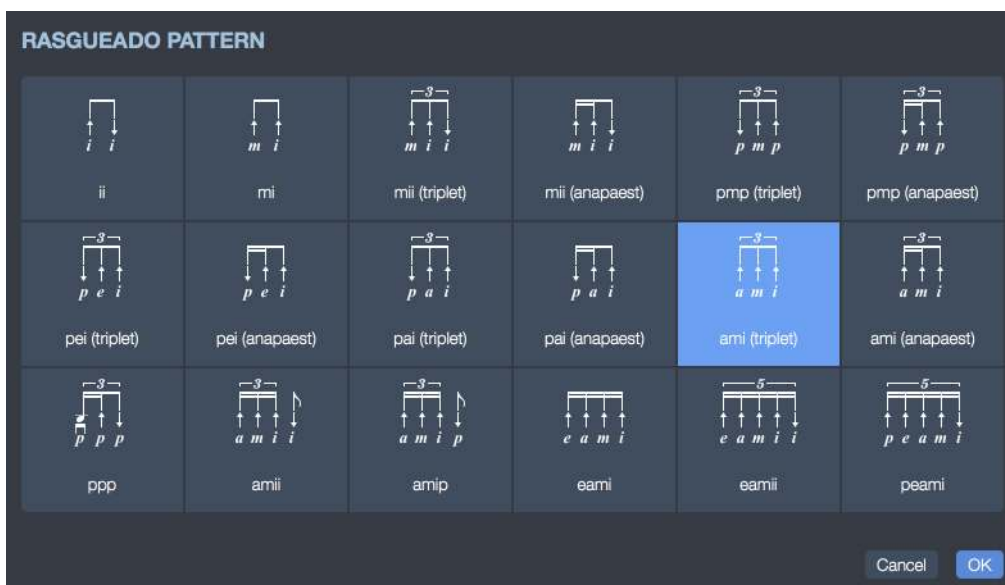 RASGUEADO PATTERN
3 3 3
i i m i m i i m i i p m p p m p
ii mi mii (triplet) mii (anapaest) pmp (triplet) pmp (anapaest)
3 3 3 3
p e i p e i p a i p a i a m i a m i
pei (triplet) pei (anapaest) pai (triplet) pai (anapaest) ami (triplet) ami (anapaest)
3 3 3 5 5
p p p a m i i a m i p e a m i e a m i i p e a m i
ppp amii amip eami eamii peami
Cancel OK